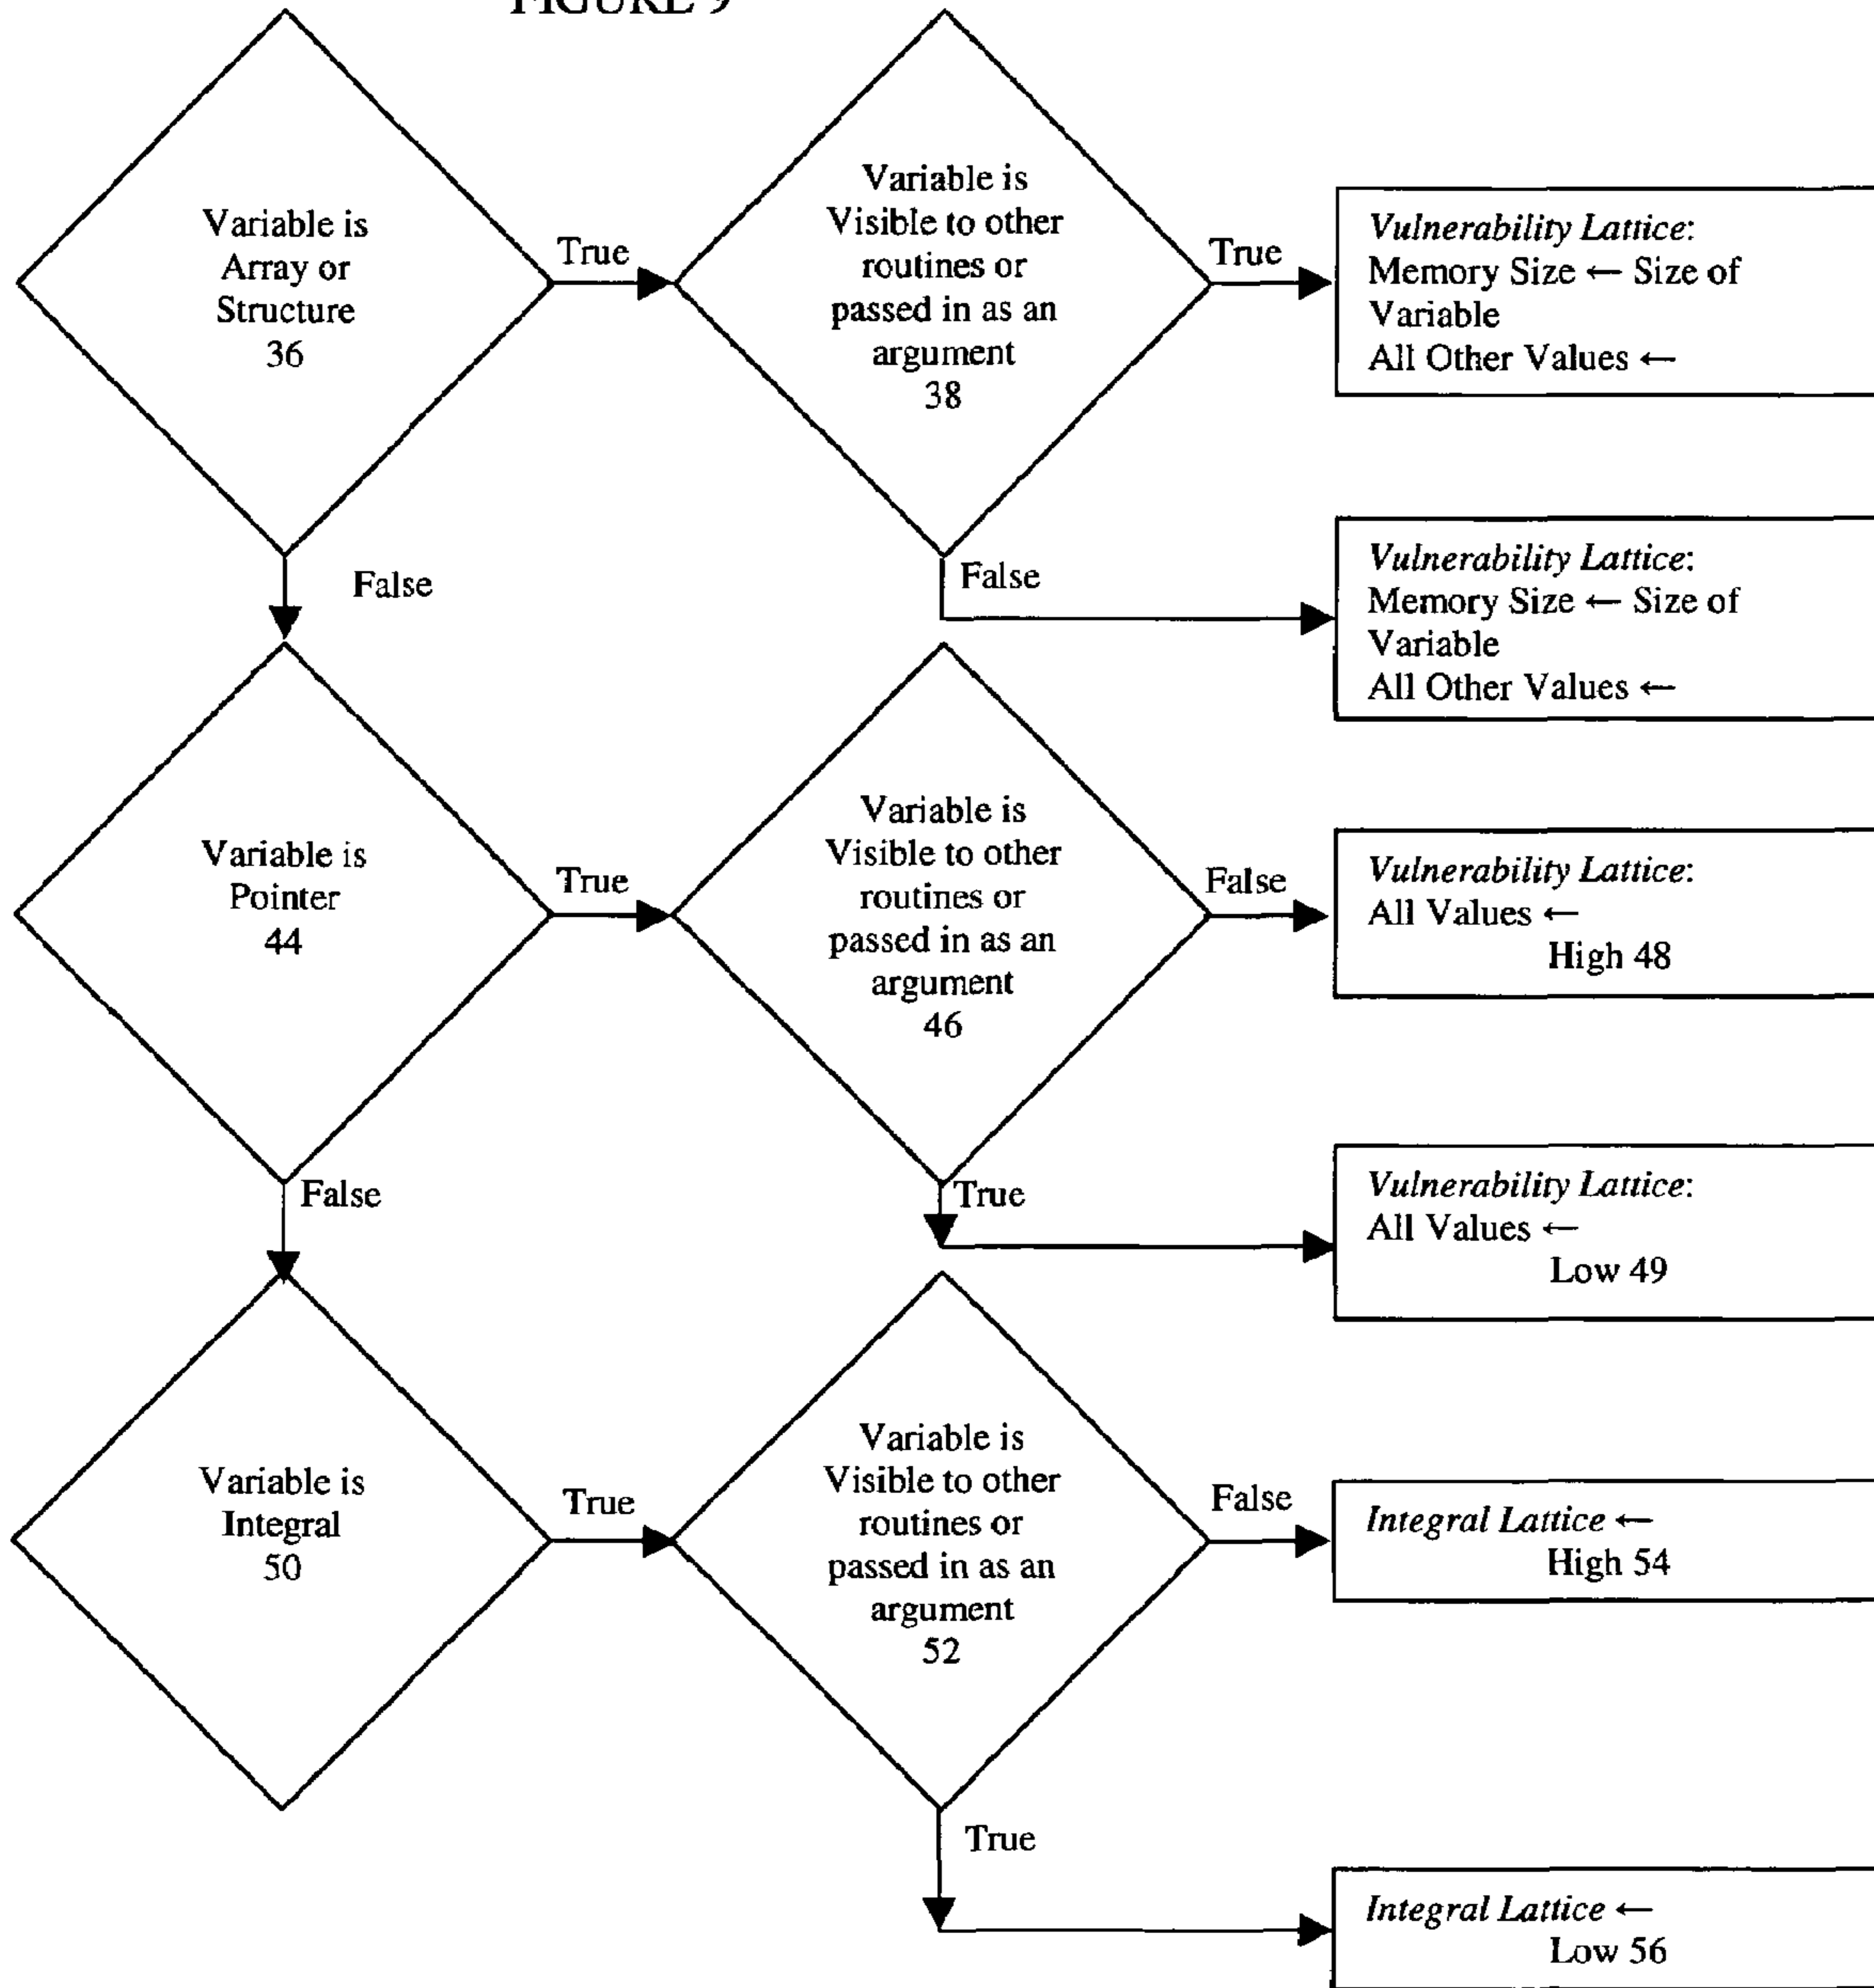 FIGURE 9
Variable is
Array or
Structure
36
True
Variable is
Visible to other
routines or
passed in as an
argument
38
True
Vulnerability Lattice:
Memory Size ← Size of
Variable
All Other Values ←
False
False
Vulnerability Lattice:
Memory Size ← Size of
Variable
All Other Values ←
Variable is
Pointer
44
True
Variable is
Visible to other
routines or
passed in as an
argument
46
False
Vulnerability Lattice:
All Values ←
High 48
False
True
Vulnerability Lattice:
All Values ←
Low 49
Variable is
Integral
50
True
Variable is
Visible to other
routines or
passed in as an
argument
52
False
Integral Lattice ←
High 54
True
Integral Lattice ←
Low 56